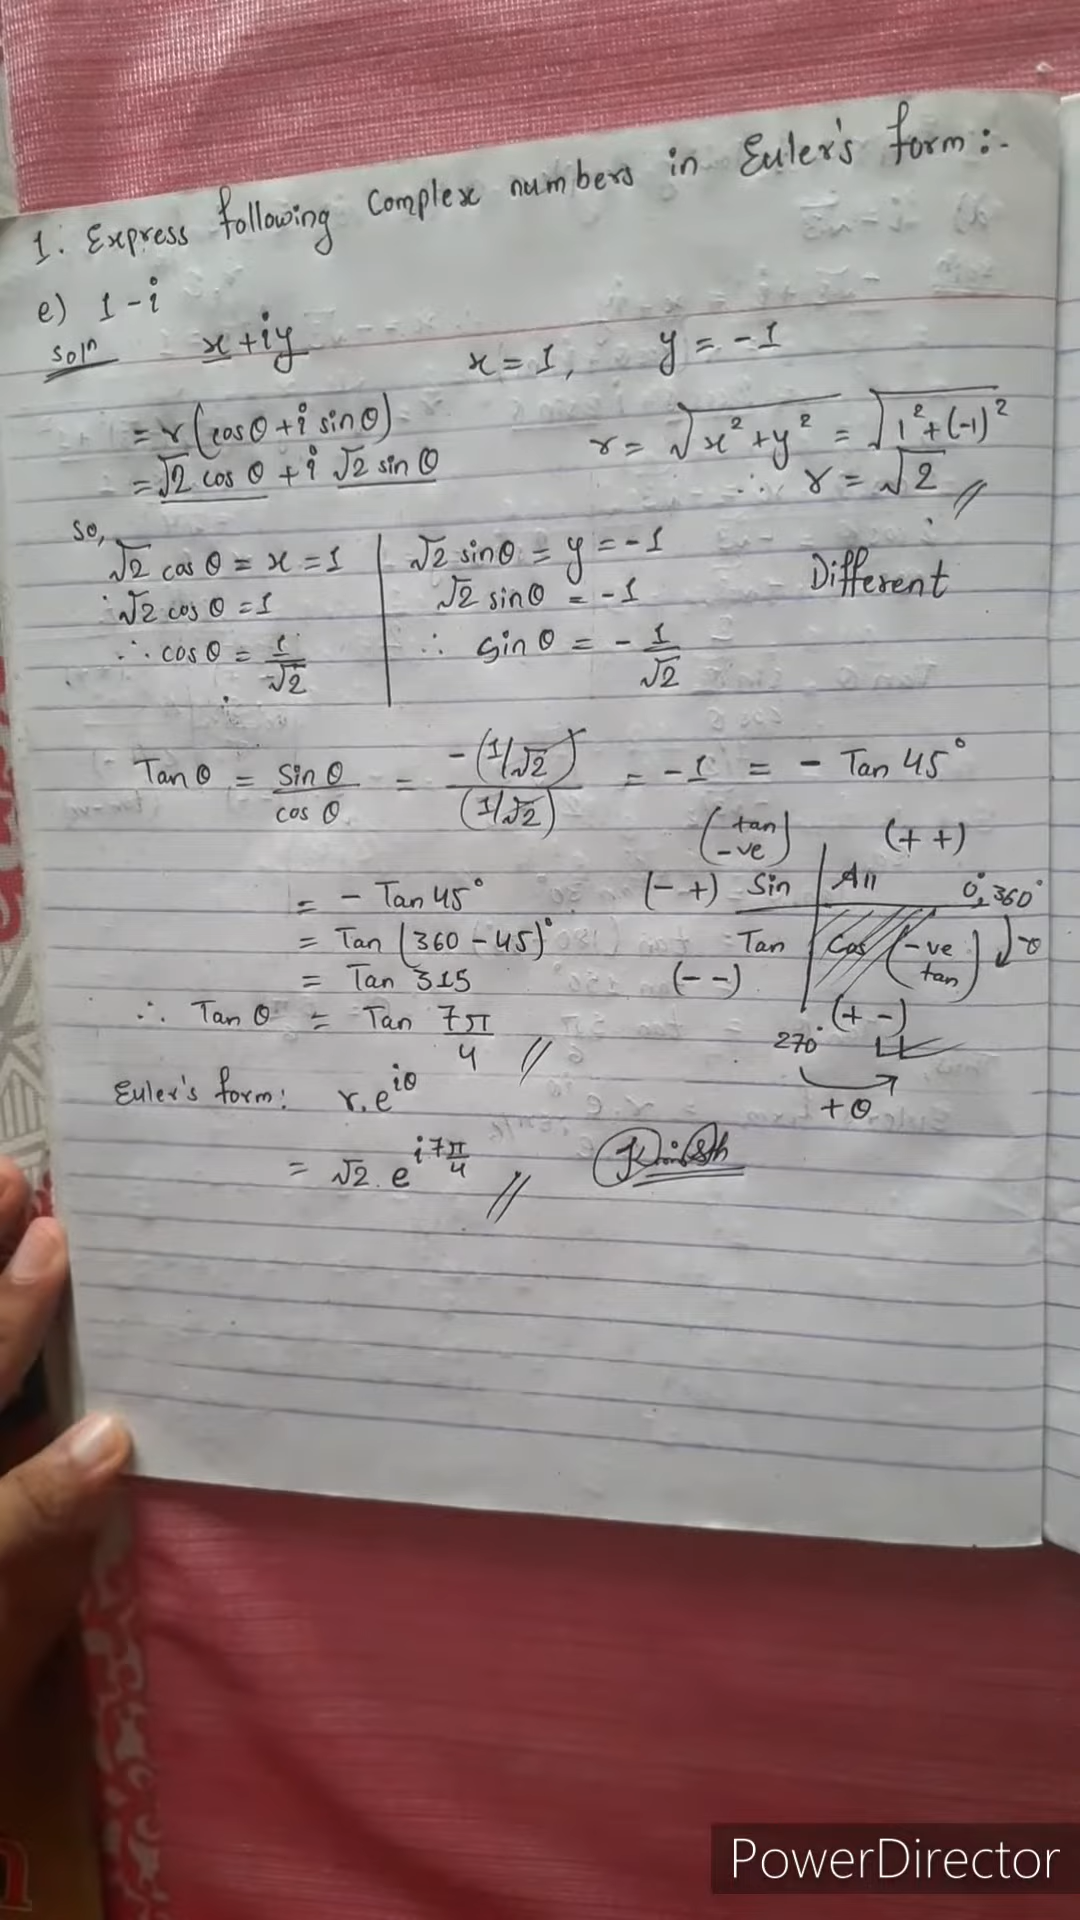 1. Express following Complex numbers in Euler's form:-
e) 1 - i
Soln x + iy x = 1, y = -1
= r(cosθ + i sinθ) r = √x² + y² = √1² + (-1)²
= √2 cos θ + i √2 sin θ ∴ r = √2 //
So,
√2 cos θ = x = 1 √2 sinθ = y = -1 Different
√2 cos θ = 1 √2 sinθ = -1
∴ cos θ = 1/√2 ∴ sin θ = - 1/√2
Tan θ = Sin θ / cos θ = -(1/√2) / (1/√2) = -1 = - Tan 45°
(tan -ve) (+ +)
= - Tan 45° (- +) Sin All 0°, 360°
= Tan (360 - 45)° Tan Cos (-ve tan) -θ
= Tan 315 (- -)
∴ Tan θ = Tan 7π/4 // 270° (+ -)
Euler's form: r.e^iθ +θ
= √2. e^i7π/4 //
PowerDirector